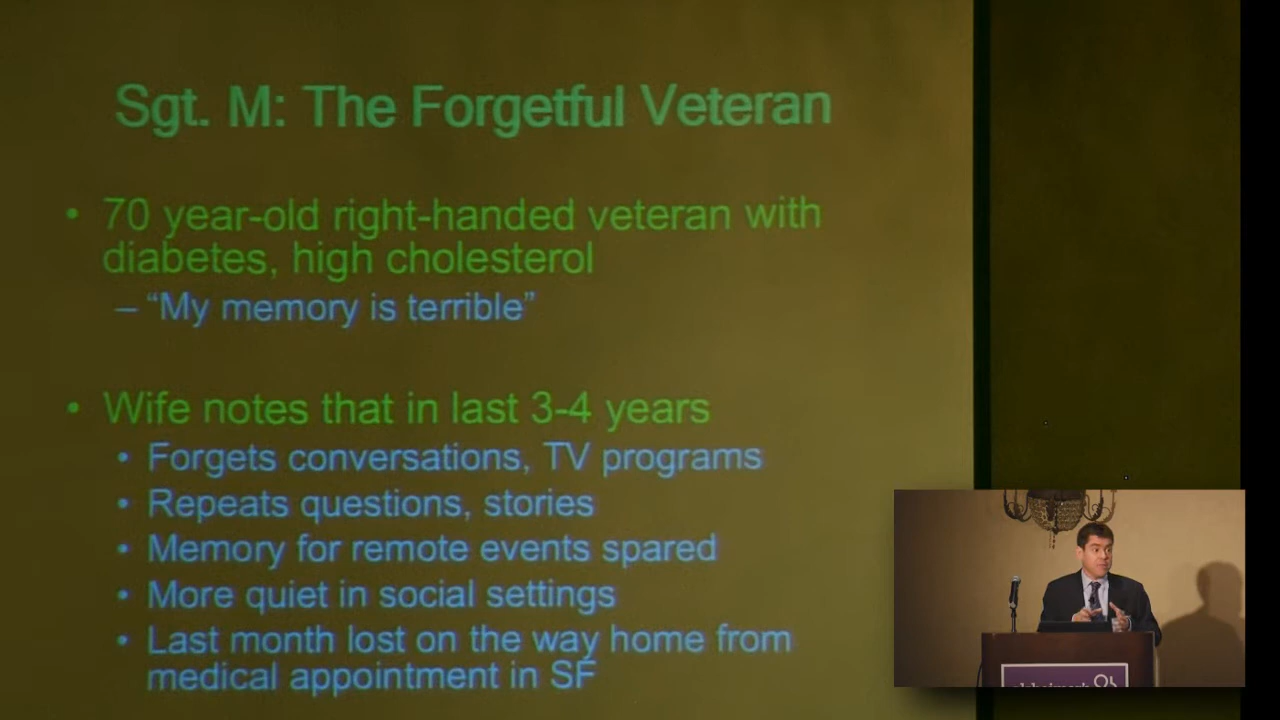 Sgt. M: The Forgetful Veteran
• 70 year-old right-handed veteran with
diabetes, high cholesterol
– “My memory is terrible”
• Wife notes that in last 3-4 years
• Forgets conversations, TV programs
• Repeats questions, stories
• Memory for remote events spared
• More quiet in social settings
• Last month lost on the way home from
medical appointment in SF